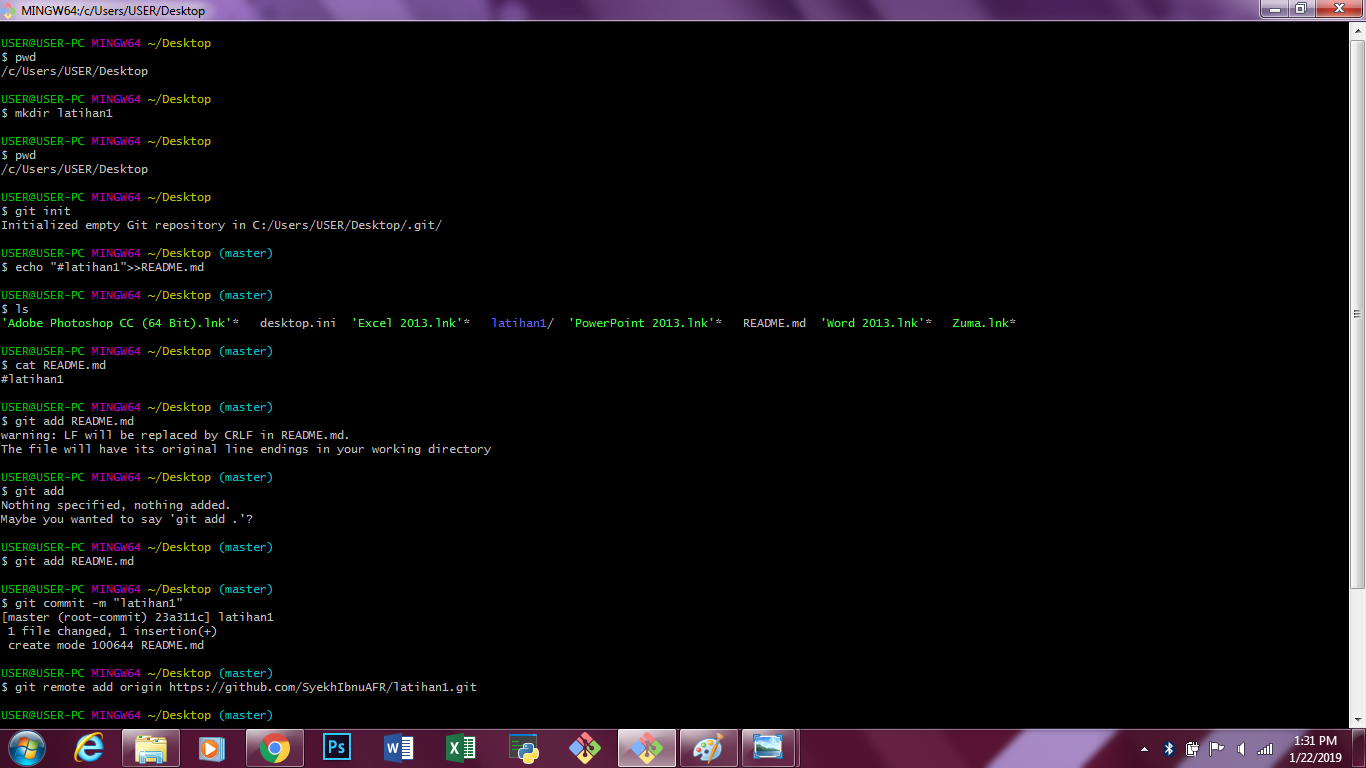 MINGW64:/c/Users/USER/Desktop
USER@USER-PC MINGW64 ~/Desktop
$ pwd
/c/Users/USER/Desktop
USER@USER-PC MINGW64 ~/Desktop
$ mkdir latihan1
USER@USER-PC MINGW64 ~/Desktop
$ pwd
/c/Users/USER/Desktop
USER@USER-PC MINGW64 ~/Desktop
$ git init
Initialized empty Git repository in C:/Users/USER/Desktop/.git/
USER@USER-PC MINGW64 ~/Desktop (master)
$ echo "#latihan1">>README.md
USER@USER-PC MINGW64 ~/Desktop (master)
$ ls
'Adobe Photoshop CC (64 Bit).lnk'*   desktop.ini  'Excel 2013.lnk'*   latihan1/  'PowerPoint 2013.lnk'*   README.md  'Word 2013.lnk'*   Zuma.lnk*
USER@USER-PC MINGW64 ~/Desktop (master)
$ cat README.md
#latihan1
USER@USER-PC MINGW64 ~/Desktop (master)
$ git add README.md
warning: LF will be replaced by CRLF in README.md.
The file will have its original line endings in your working directory
USER@USER-PC MINGW64 ~/Desktop (master)
$ git add
Nothing specified, nothing added.
Maybe you wanted to say 'git add .'?
USER@USER-PC MINGW64 ~/Desktop (master)
$ git add README.md
USER@USER-PC MINGW64 ~/Desktop (master)
$ git commit -m "latihan1"
[master (root-commit) 23a311c] latihan1
 1 file changed, 1 insertion(+)
 create mode 100644 README.md
USER@USER-PC MINGW64 ~/Desktop (master)
$ git remote add origin https://github.com/SyekhIbnuAFR/latihan1.git
USER@USER-PC MINGW64 ~/Desktop (master)
Ps
1:31 PM
1/22/2019